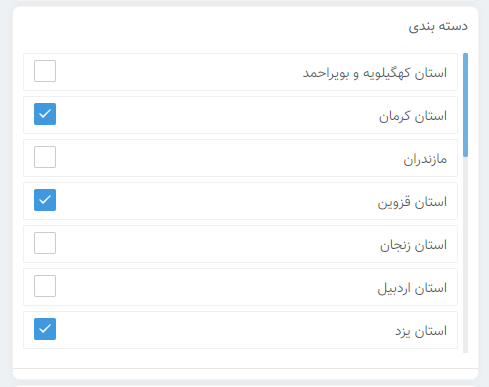 دسته بندی
استان کهگیلویه و بویراحمد
استان کرمان
مازندران
استان قزوین
استان زنجان
استان اردبیل
استان یزد